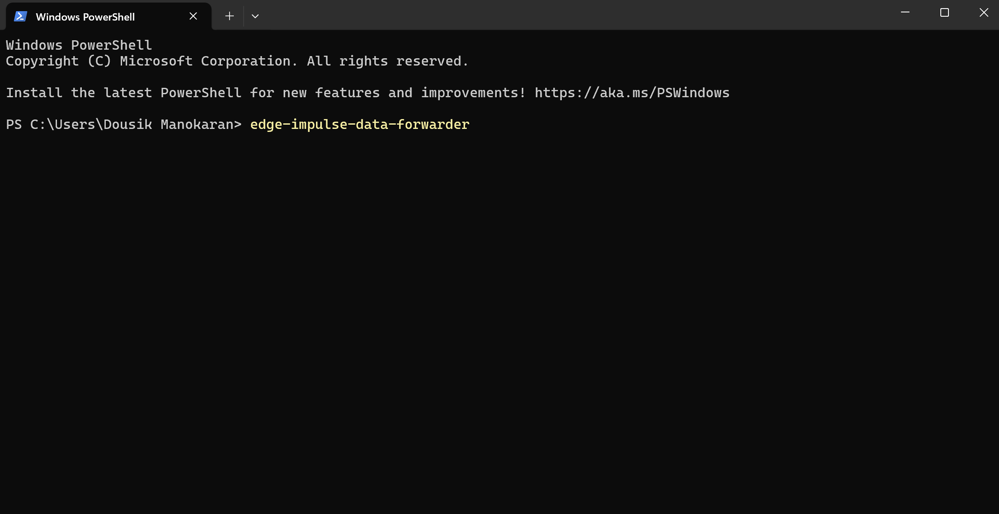 Windows PowerShell
Windows PowerShell
Copyright (C) Microsoft Corporation. All rights reserved.
Install the latest PowerShell for new features and improvements! https://aka.ms/PSWindows
PS C:\Users\Dousik Manokaran> edge-impulse-data-forwarder